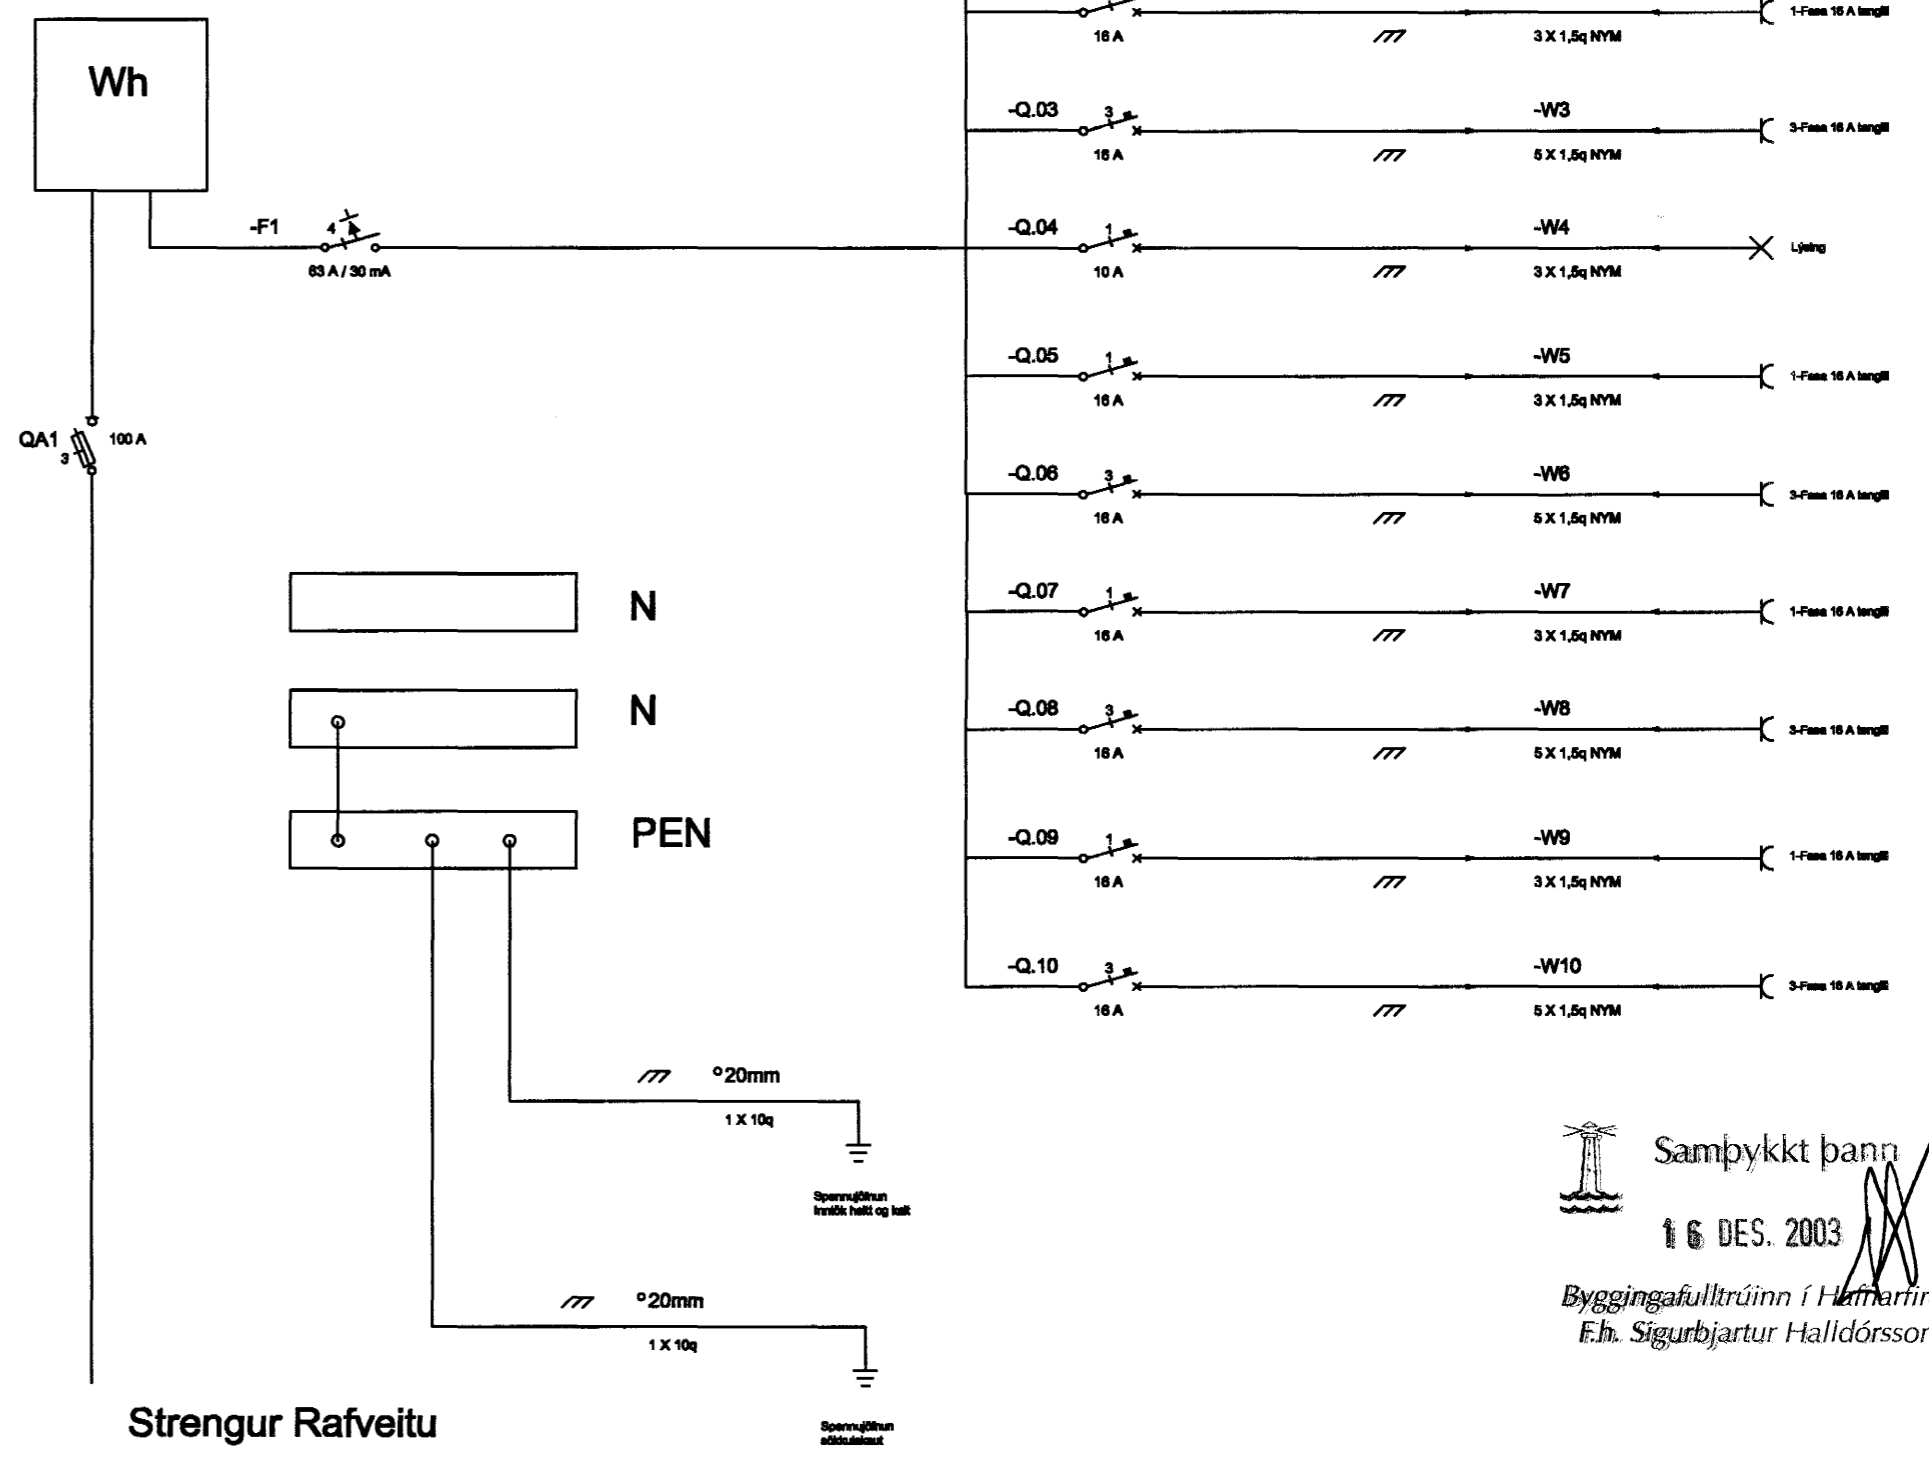 Wh
-F1
4
63 A / 30 mA
QA1
3
100 A
N
N
PEN
°20mm
1 X 10q
Spennujöfnun
Inntök heitt og kalt
°20mm
1 X 10q
Spennujöfnun
sökkulskaut
Strengur Rafveitu
16 A
3 X 1,5q NYM
1-Fasa 16 A tengill
-Q.03
3
16 A
-W3
5 X 1,5q NYM
3-Fasa 16 A tengill
-Q.04
1
10 A
-W4
3 X 1,5q NYM
Lýsing
-Q.05
1
16 A
-W5
3 X 1,5q NYM
1-Fasa 16 A tengill
-Q.06
3
16 A
-W6
5 X 1,5q NYM
3-Fasa 16 A tengill
-Q.07
1
16 A
-W7
3 X 1,5q NYM
1-Fasa 16 A tengill
-Q.08
3
16 A
-W8
5 X 1,5q NYM
3-Fasa 16 A tengill
-Q.09
1
16 A
-W9
3 X 1,5q NYM
1-Fasa 16 A tengill
-Q.10
3
16 A
-W10
5 X 1,5q NYM
3-Fasa 16 A tengill
Samþykkt þann
16 DES. 2003
Byggingafulltrúinn í Hafnarfir
F.h. Sigurbjartur Halldórsson